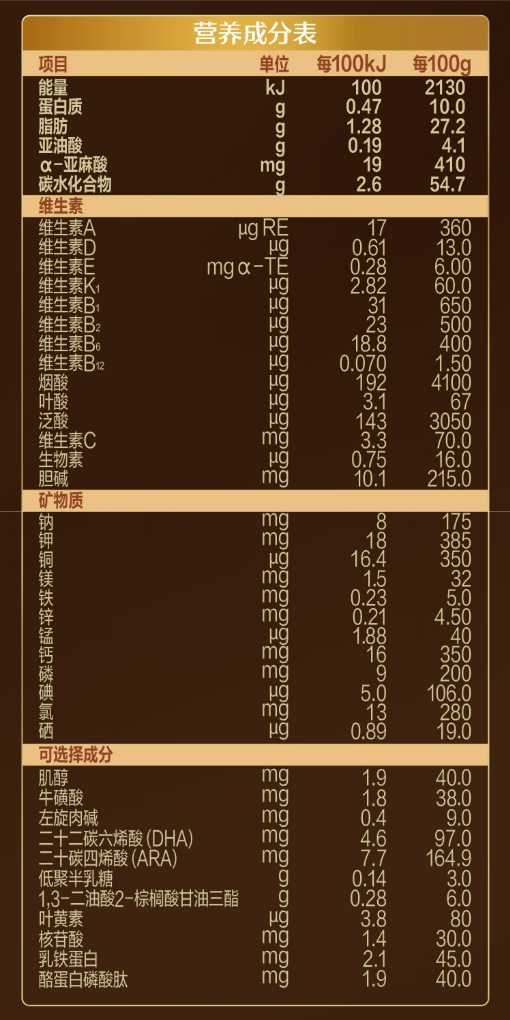 营养成分表
项目 单位 每100kJ 每100g
能量 kJ 100 2130
蛋白质 g 0.47 10.0
脂肪 g 1.28 27.2
亚油酸 g 0.19 4.1
α-亚麻酸 mg 19 410
碳水化合物 g 2.6 54.7
维生素
维生素A μg RE 17 360
维生素D μg 0.61 13.0
维生素E mg α-TE 0.28 6.00
维生素K₁ μg 2.82 60.0
维生素B₁ μg 31 650
维生素B₂ μg 23 500
维生素B₆ μg 18.8 400
维生素B₁₂ μg 0.070 1.50
烟酸 μg 192 4100
叶酸 μg 3.1 67
泛酸 μg 143 3050
维生素C mg 3.3 70.0
生物素 μg 0.75 16.0
胆碱 mg 10.1 215.0
矿物质
钠 mg 8 175
钾 mg 18 385
铜 μg 16.4 350
镁 mg 1.5 32
铁 mg 0.23 5.0
锌 mg 0.21 4.50
锰 μg 1.88 40
钙 mg 16 350
磷 mg 9 200
碘 μg 5.0 106.0
氯 mg 13 280
硒 μg 0.89 19.0
可选择成分
肌醇 mg 1.9 40.0
牛磺酸 mg 1.8 38.0
左旋肉碱 mg 0.4 9.0
二十二碳六烯酸(DHA) mg 4.6 97.0
二十碳四烯酸(ARA) mg 7.7 164.9
低聚半乳糖 g 0.14 3.0
1,3-二油酸2-棕榈酸甘油三酯 g 0.28 6.0
叶黄素 μg 3.8 80
核苷酸 mg 1.4 30.0
乳铁蛋白 mg 2.1 45.0
酪蛋白磷酸肽 mg 1.9 40.0